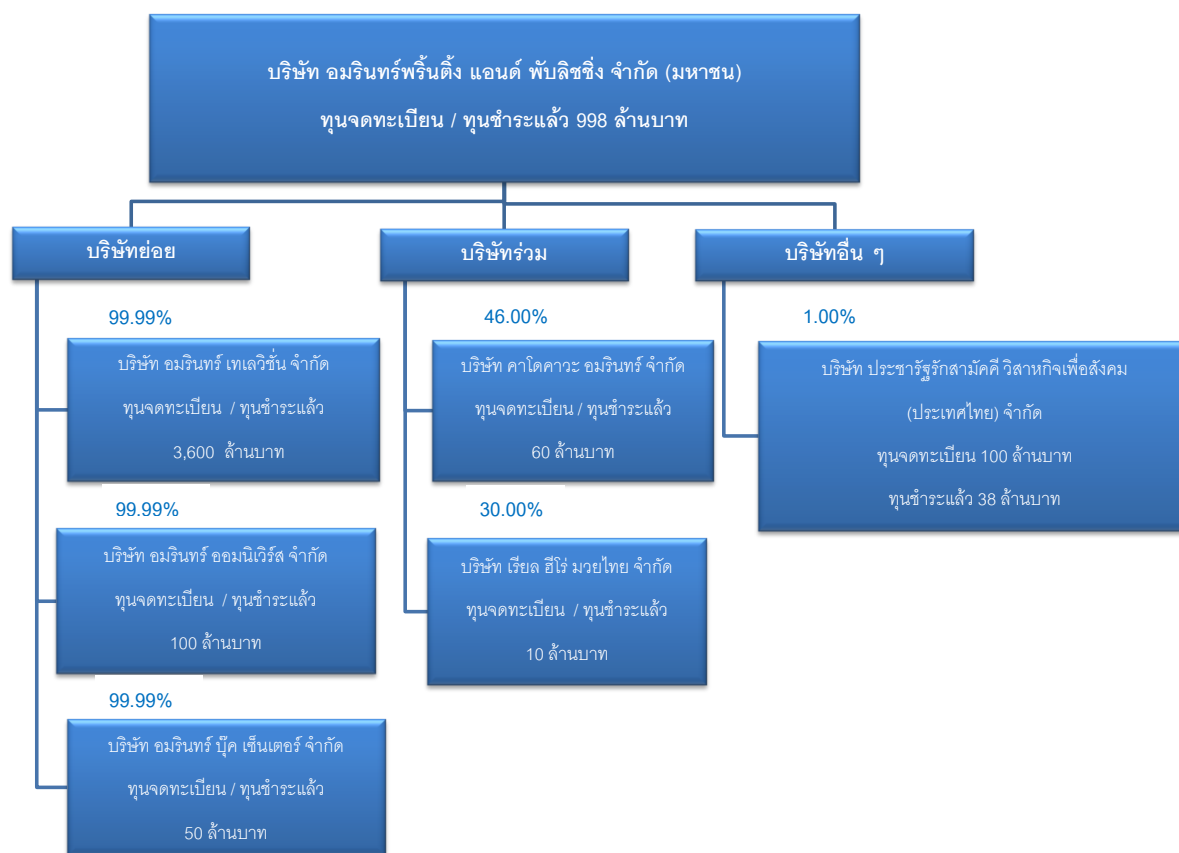 บริษัท อมรินทร์พริ้นติ้ง แอนด์ พับลิชชิ่ง จำกัด (มหาชน)
ทุนจดทะเบียน / ทุนชำระแล้ว 998 ล้านบาท
บริษัทย่อย
99.99%
บริษัท อมรินทร์ เทเลวิชั่น จำกัด
ทุนจดทะเบียน / ทุนชำระแล้ว
3,600 ล้านบาท
99.99%
บริษัท อมรินทร์ ออมนิเวิร์ส จำกัด
ทุนจดทะเบียน / ทุนชำระแล้ว
100 ล้านบาท
99.99%
บริษัท อมรินทร์ บุ๊ค เซ็นเตอร์ จำกัด
ทุนจดทะเบียน / ทุนชำระแล้ว
50 ล้านบาท
บริษัทร่วม
46.00%
บริษัท คาโดคาวะ อมรินทร์ จำกัด
ทุนจดทะเบียน / ทุนชำระแล้ว
60 ล้านบาท
30.00%
บริษัท เรียล ฮีโร่ มวยไทย จำกัด
ทุนจดทะเบียน / ทุนชำระแล้ว
10 ล้านบาท
บริษัทอื่น ๆ
1.00%
บริษัท ประชารัฐรักสามัคคี วิสาหกิจเพื่อสังคม
(ประเทศไทย) จำกัด
ทุนจดทะเบียน 100 ล้านบาท
ทุนชำระแล้ว 38 ล้านบาท